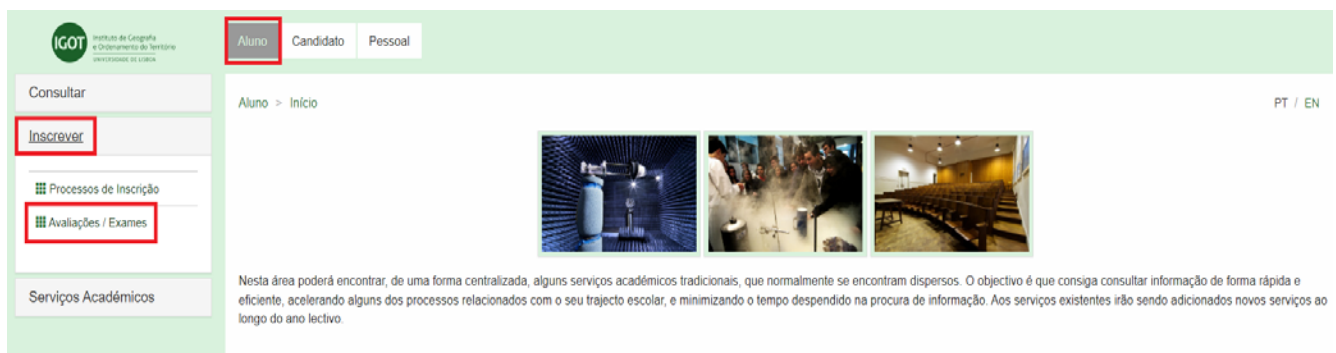 IGOT
Instituto de Geografia
e Ordenamento do Território
UNIVERSIDADE DE LISBOA
Aluno Candidato Pessoal
Consultar
Inscrever
Processos de Inscrição
Avaliações / Exames
Serviços Académicos
Aluno > Início
PT / EN
Nesta área poderá encontrar, de uma forma centralizada, alguns serviços académicos tradicionais, que normalmente se encontram dispersos. O objectivo é que consiga consultar informação de forma rápida e
eficiente, acelerando alguns dos processos relacionados com o seu trajecto escolar, e minimizando o tempo despendido na procura de informação. Aos serviços existentes irão sendo adicionados novos serviços ao
longo do ano lectivo.